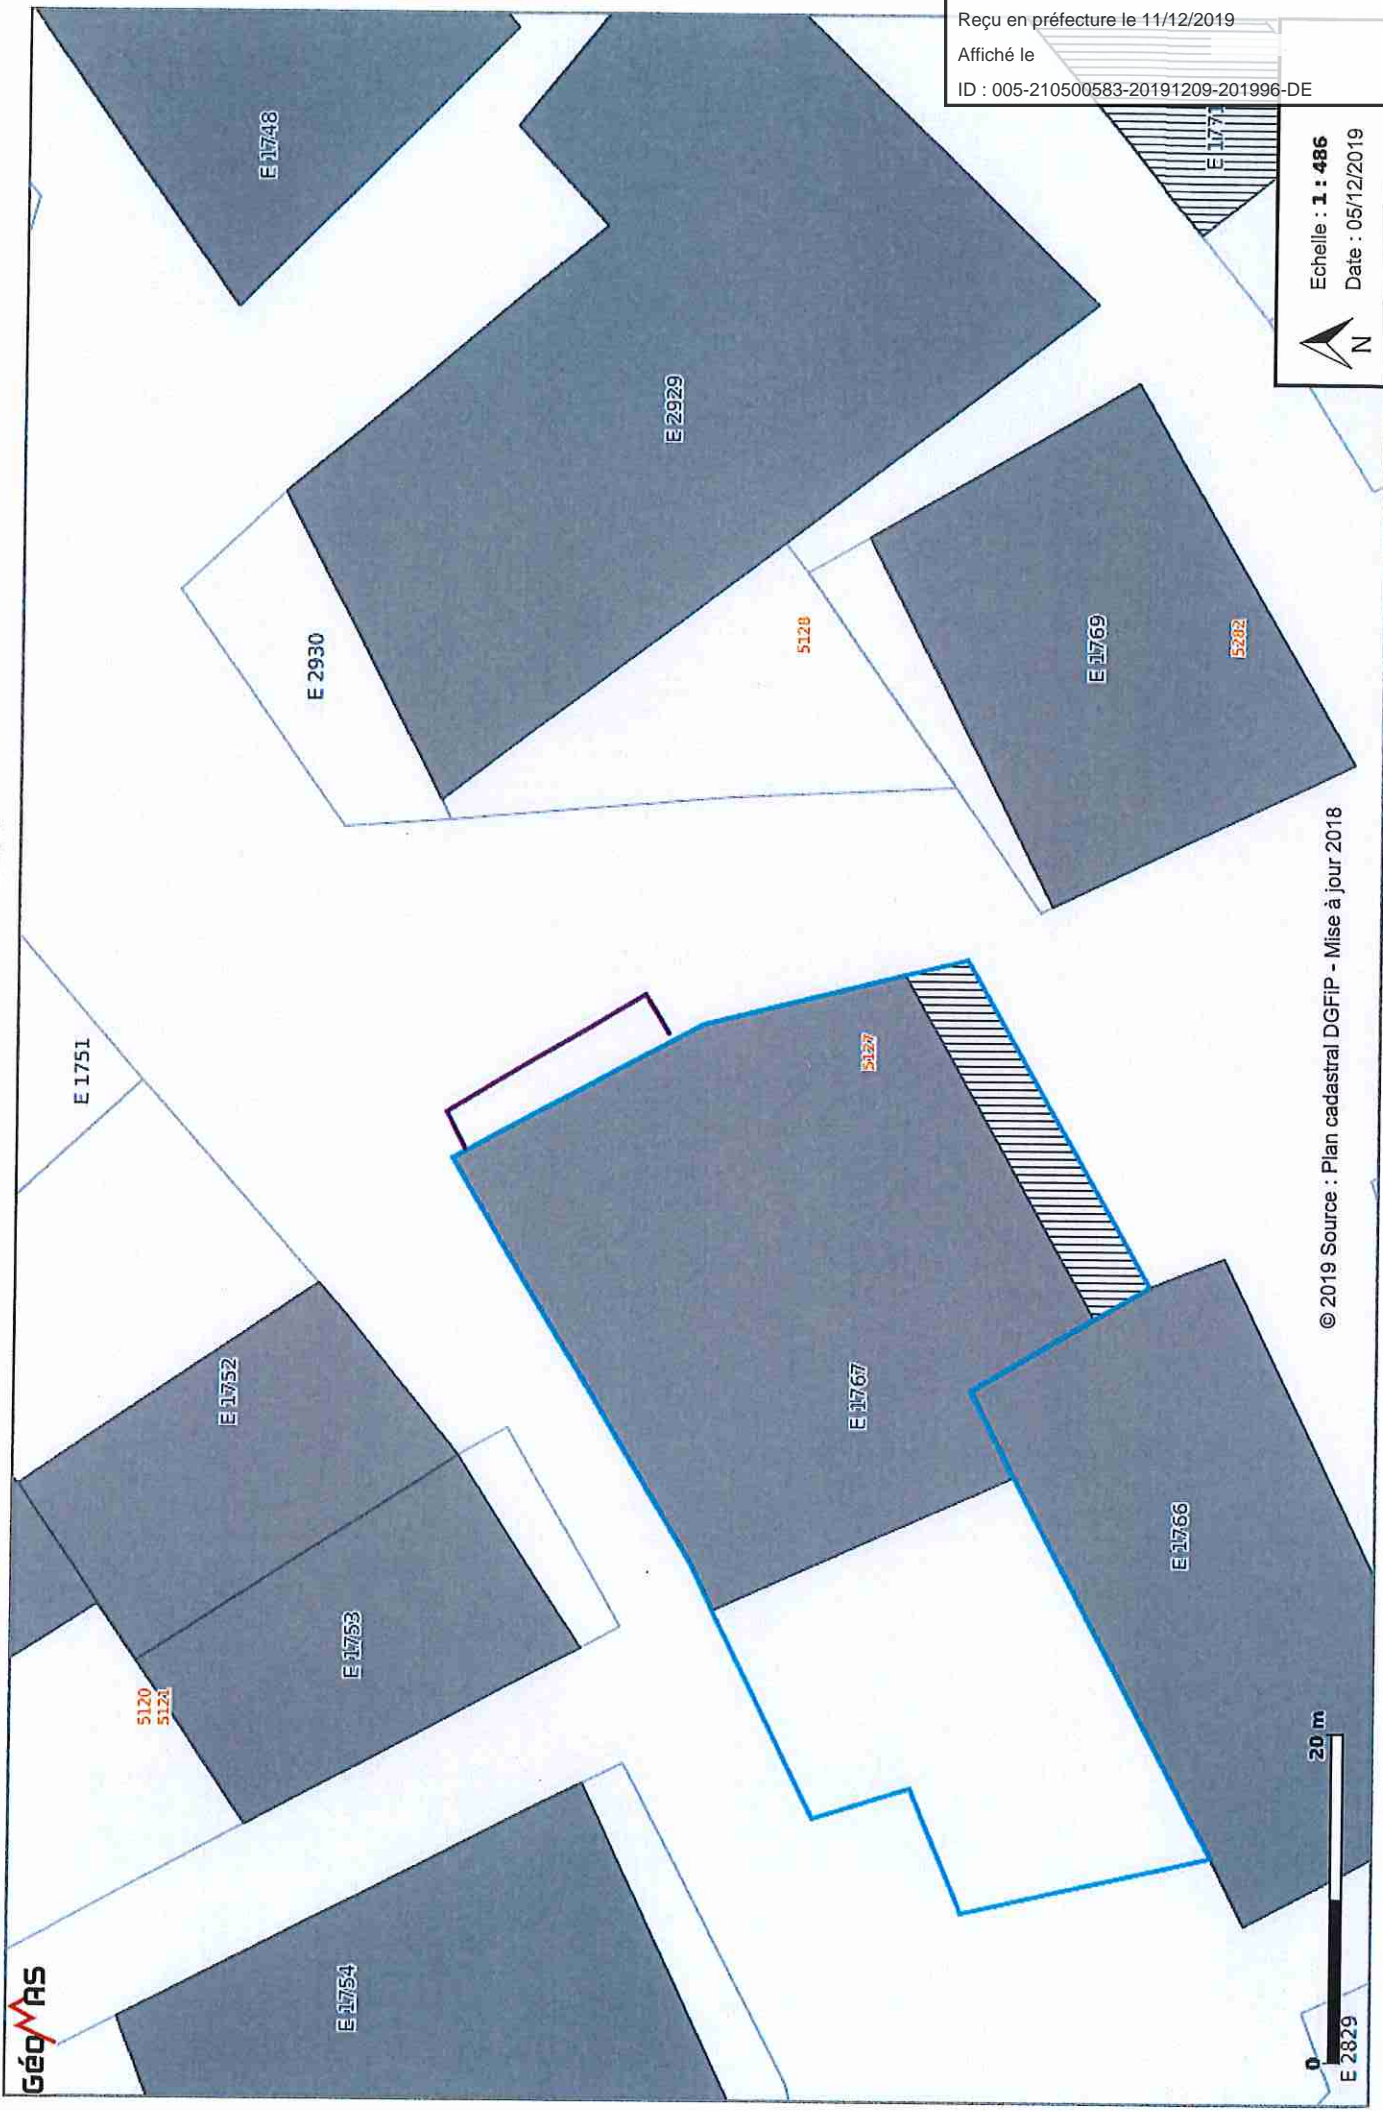 Reçu en préfecture le 11/12/2019
Affiché le
ID : 005-210500583-20191209-201996-DE
GéoMAS
E 1748
E 1751
E 1752
E 1753
E 1754
5120
5121
E 2930
E 2929
5128
E 1769
5282
E 1771
E 1767
5127
E 1766
E 2829
0
20 m
© 2019 Source : Plan cadastral DGFiP - Mise à jour 2018
N
Echelle : 1 : 486
Date : 05/12/2019